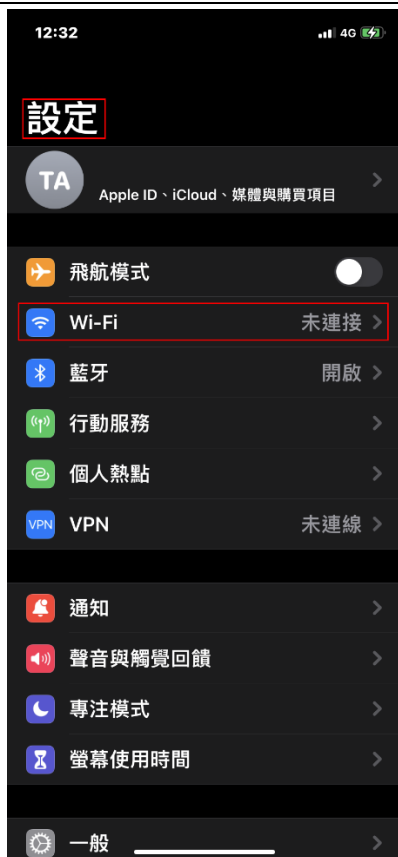 12:32 4G
設定
TA
Apple ID、iCloud、媒體與購買項目
飛航模式
Wi-Fi 未連接
藍牙 開啟
行動服務
個人熱點
VPN VPN 未連線
通知
聲音與觸覺回饋
專注模式
螢幕使用時間
一般